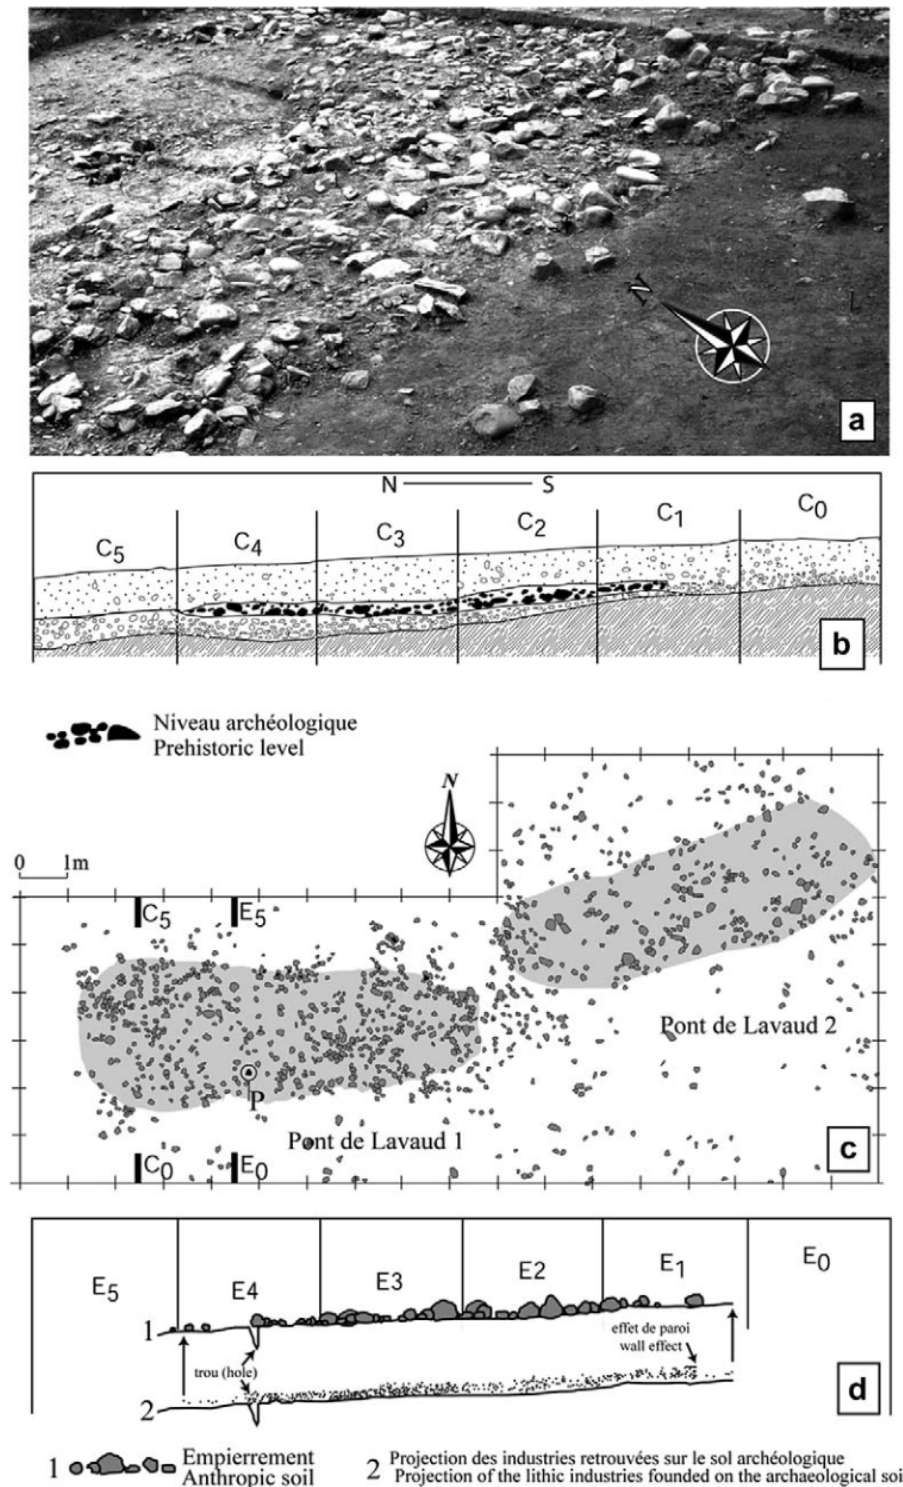 N
a
N S
C5 C4 C3 C2 C1 C0
b
Niveau archéologique
Prehistoric level
N
0 1m
C5 E5
Pont de Lavaud 2
P
Pont de Lavaud 1
C0 E0
c
E5 E4 E3 E2 E1 E0
1
effet de paroi
wall effect
trou (hole)
2
d
1 Empierrement
Anthropic soil
2 Projection des industries retrouvées sur le sol archéologique
Projection of the lithic industries founded on the archaeological soi